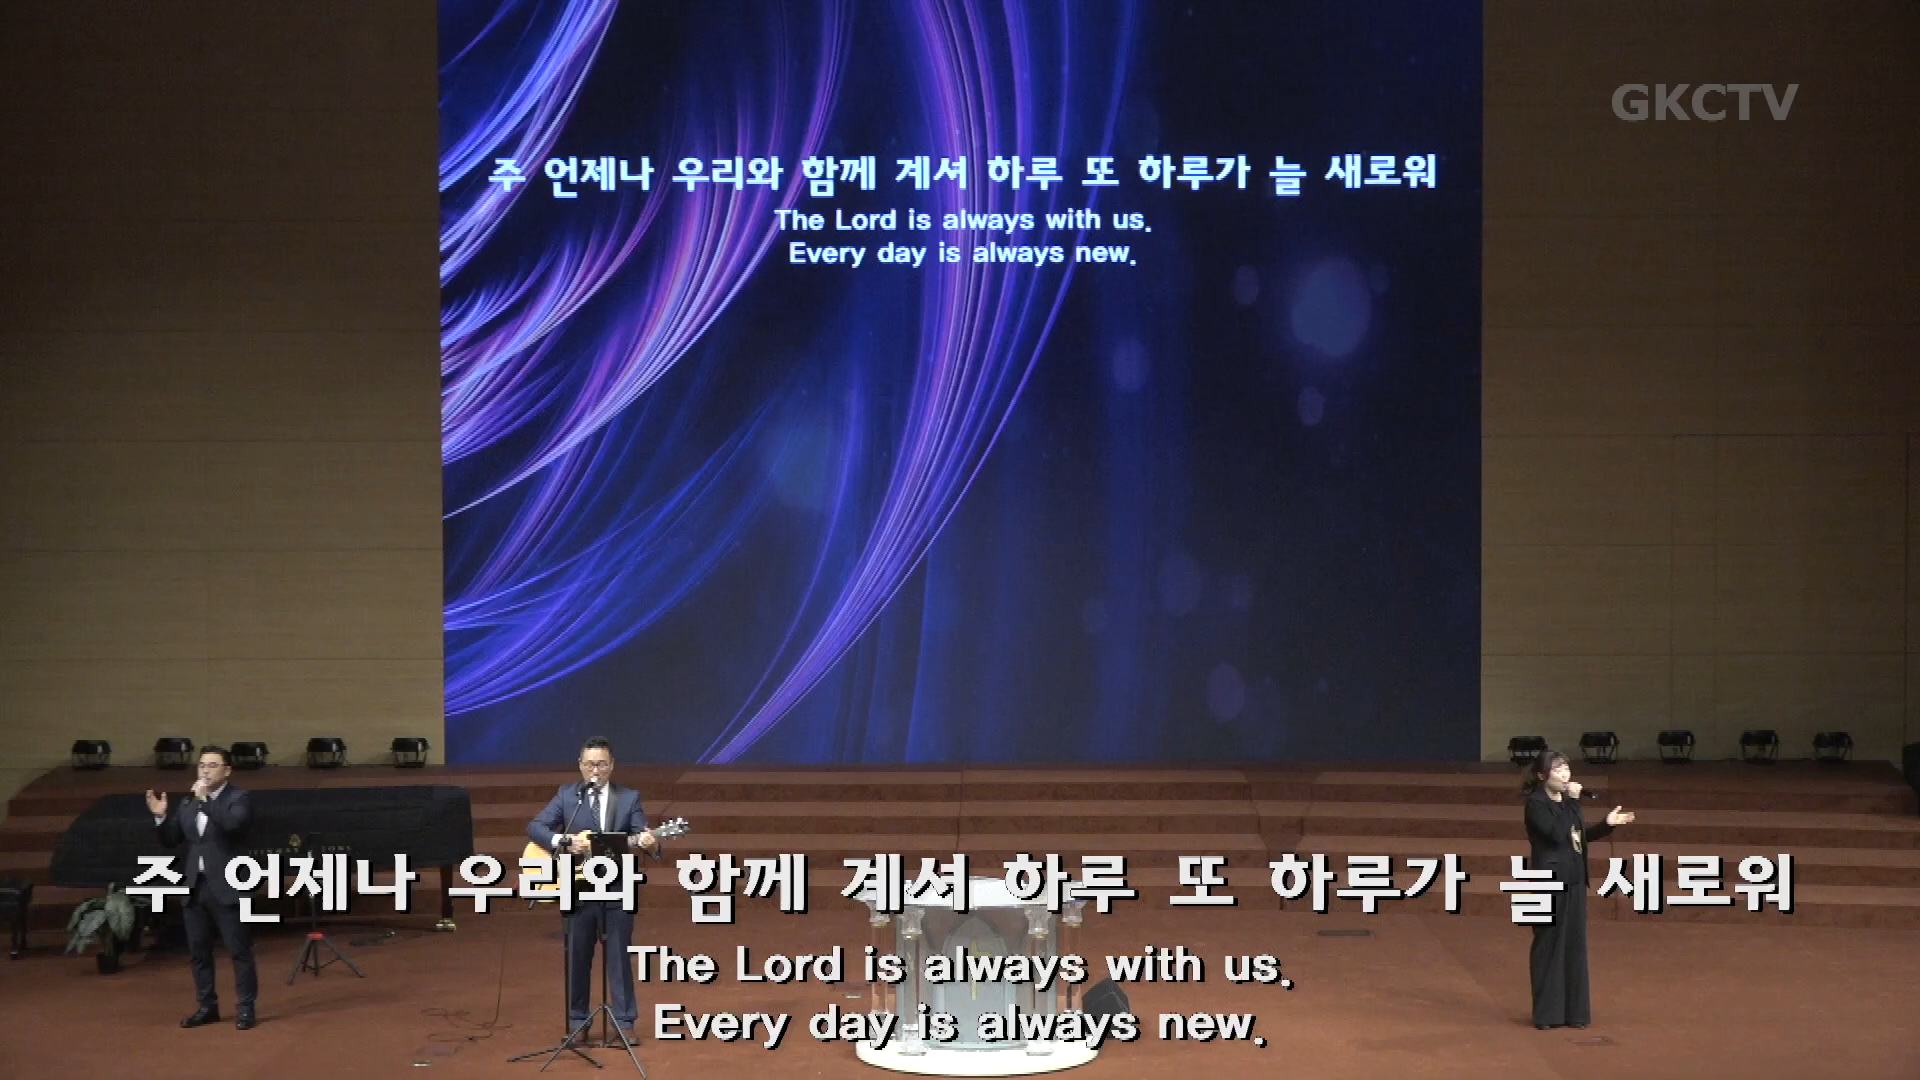 GKCTV
주 언제나 우리와 함께 계셔 하루 또 하루가 늘 새로워
The Lord is always with us.
Every day is always new.
주 언제나 우리와 함께 계셔 하루 또 하루가 늘 새로워
The Lord is always with us.
Every day is always new.